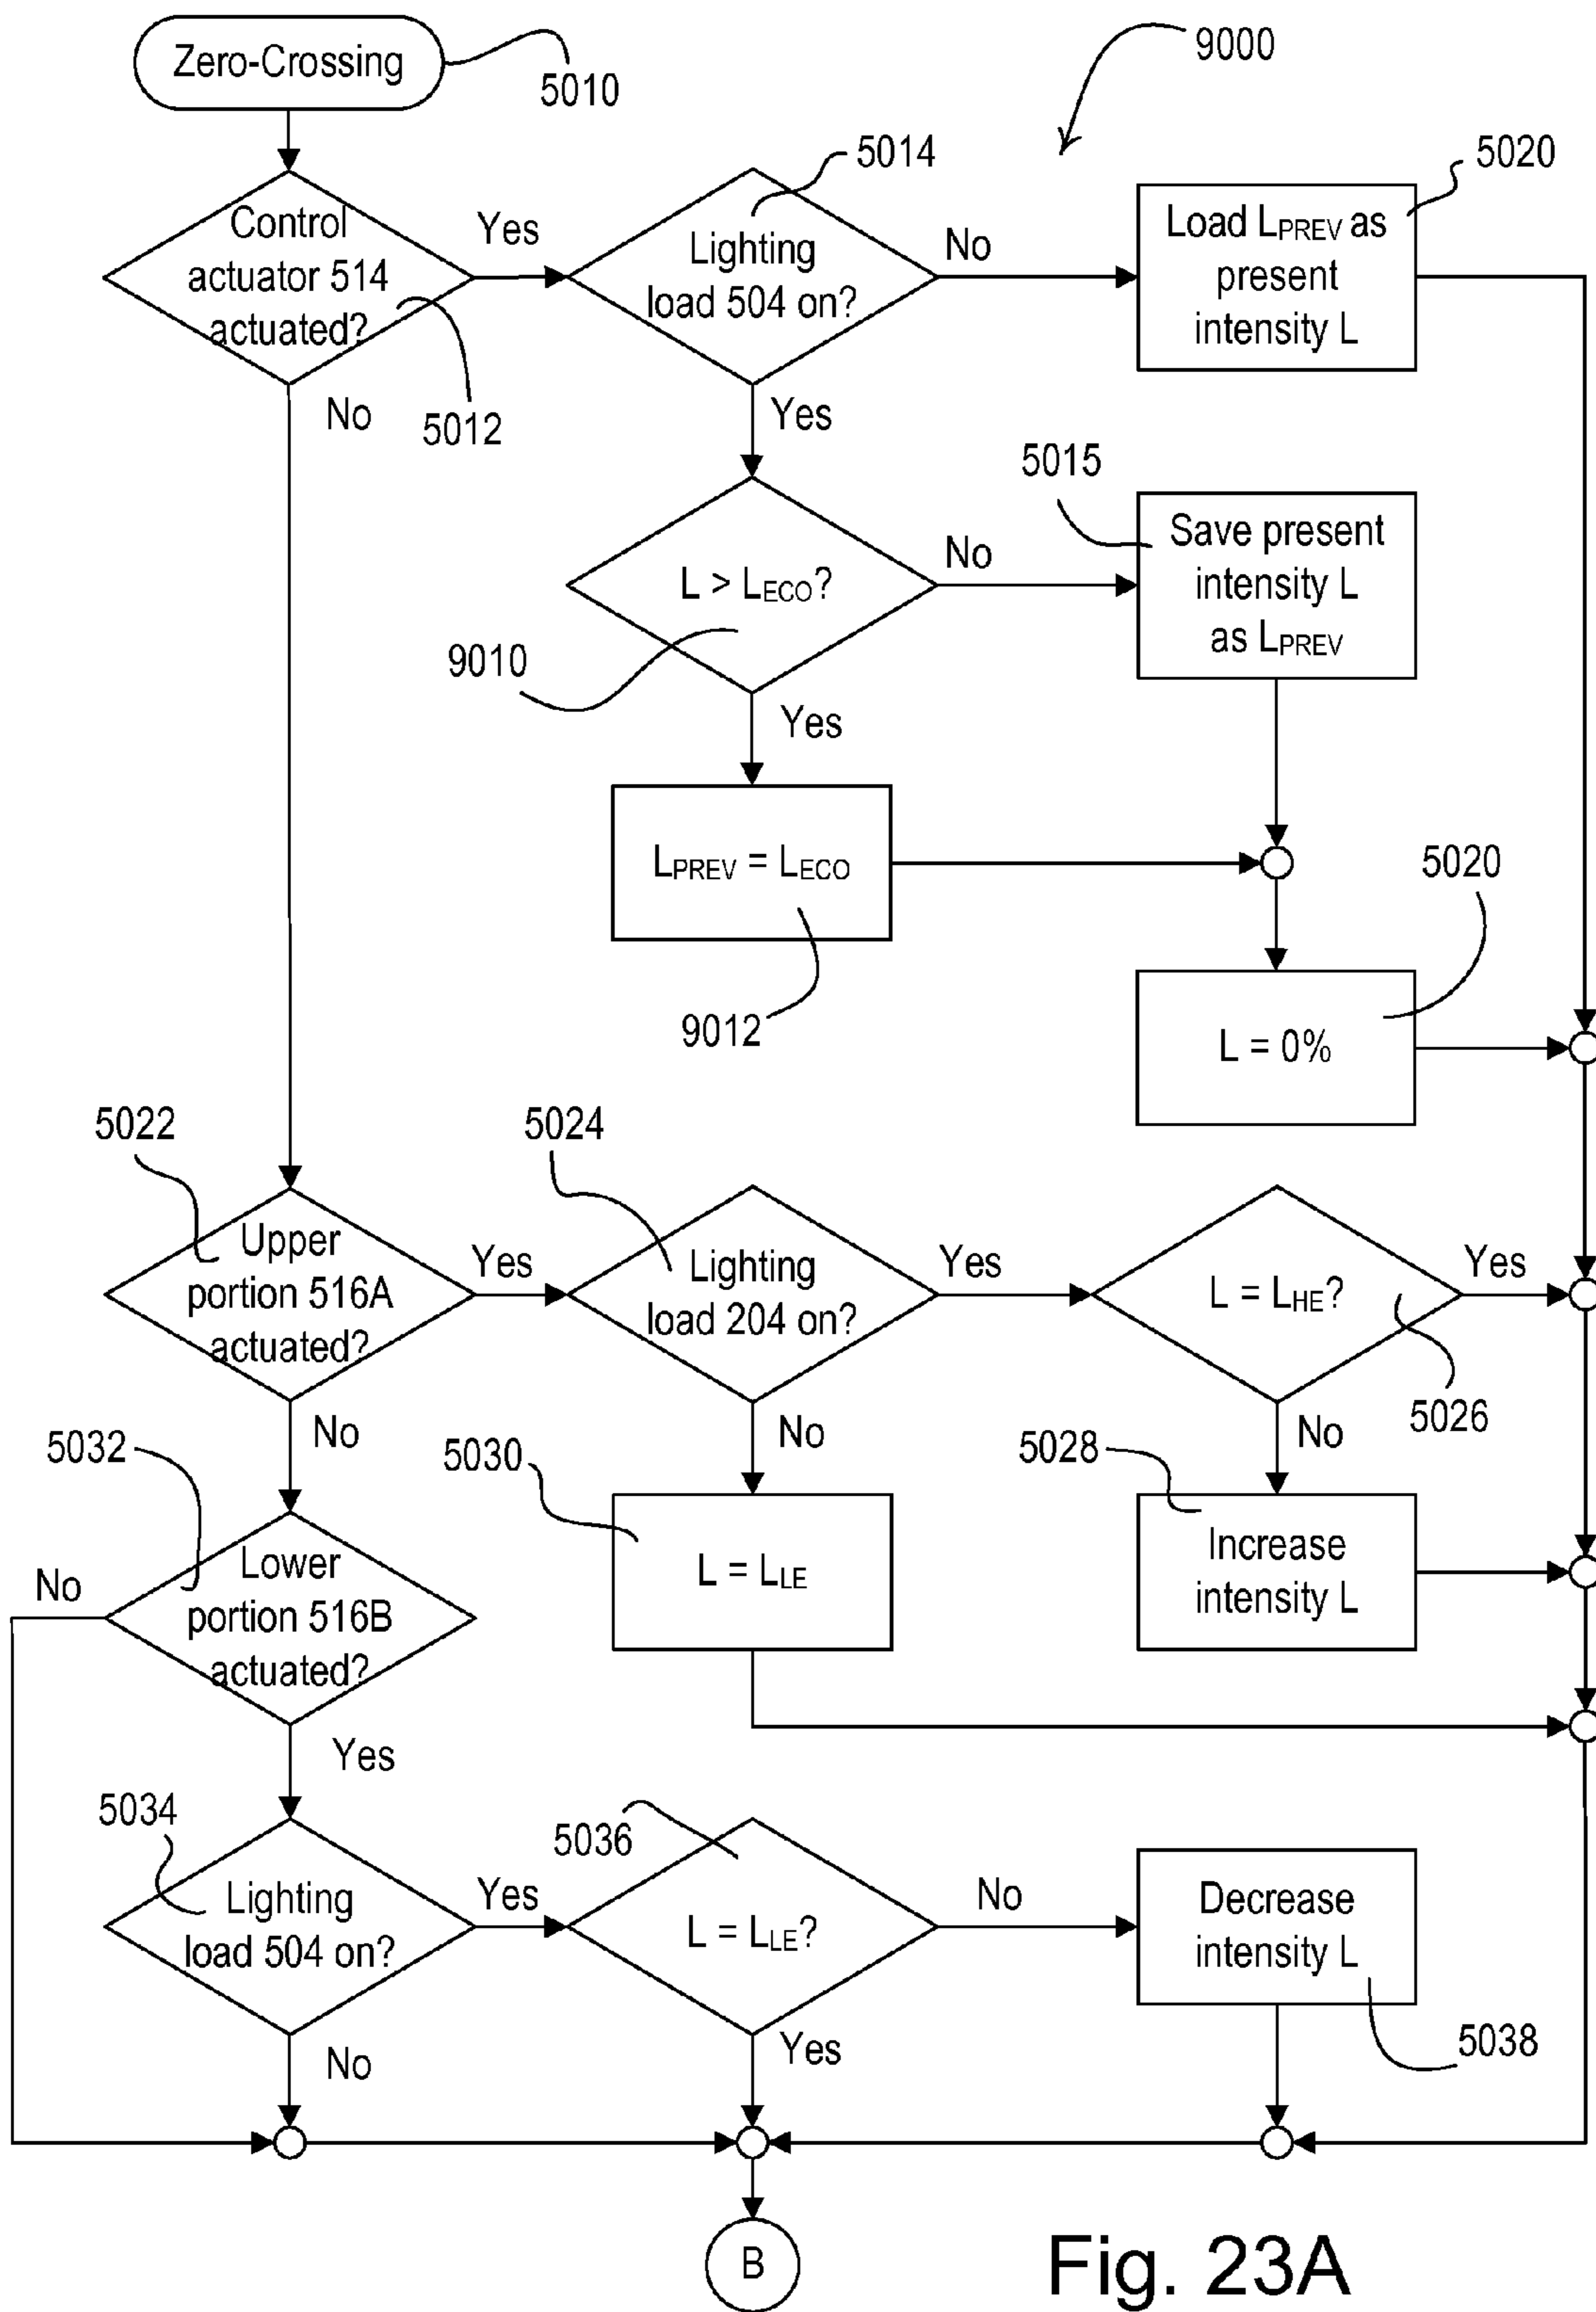 Zero-Crossing
5010
9000
Control
actuator 514
actuated?
5012
Yes
No
Lighting
load 504 on?
5014
No
Yes
Load LPREV as
present
intensity L
5020
L > LECO?
9010
No
Yes
5015
Save present
intensity L
as LPREV
LPREV = LECO
9012
5020
L = 0%
5022
Upper
portion 516A
actuated?
Yes
No
5024
Lighting
load 204 on?
Yes
No
L = LHE?
5026
Yes
No
5030
L = LLE
5028
Increase
intensity L
5032
Lower
portion 516B
actuated?
No
Yes
5034
Lighting
load 504 on?
Yes
No
5036
L = LLE?
No
Yes
Decrease
intensity L
5038
B
Fig. 23A